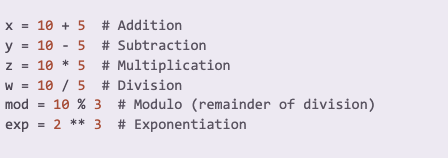 x = 10 + 5  # Addition
y = 10 - 5  # Subtraction
z = 10 * 5  # Multiplication
w = 10 / 5  # Division
mod = 10 % 3  # Modulo (remainder of division)
exp = 2 ** 3  # Exponentiation